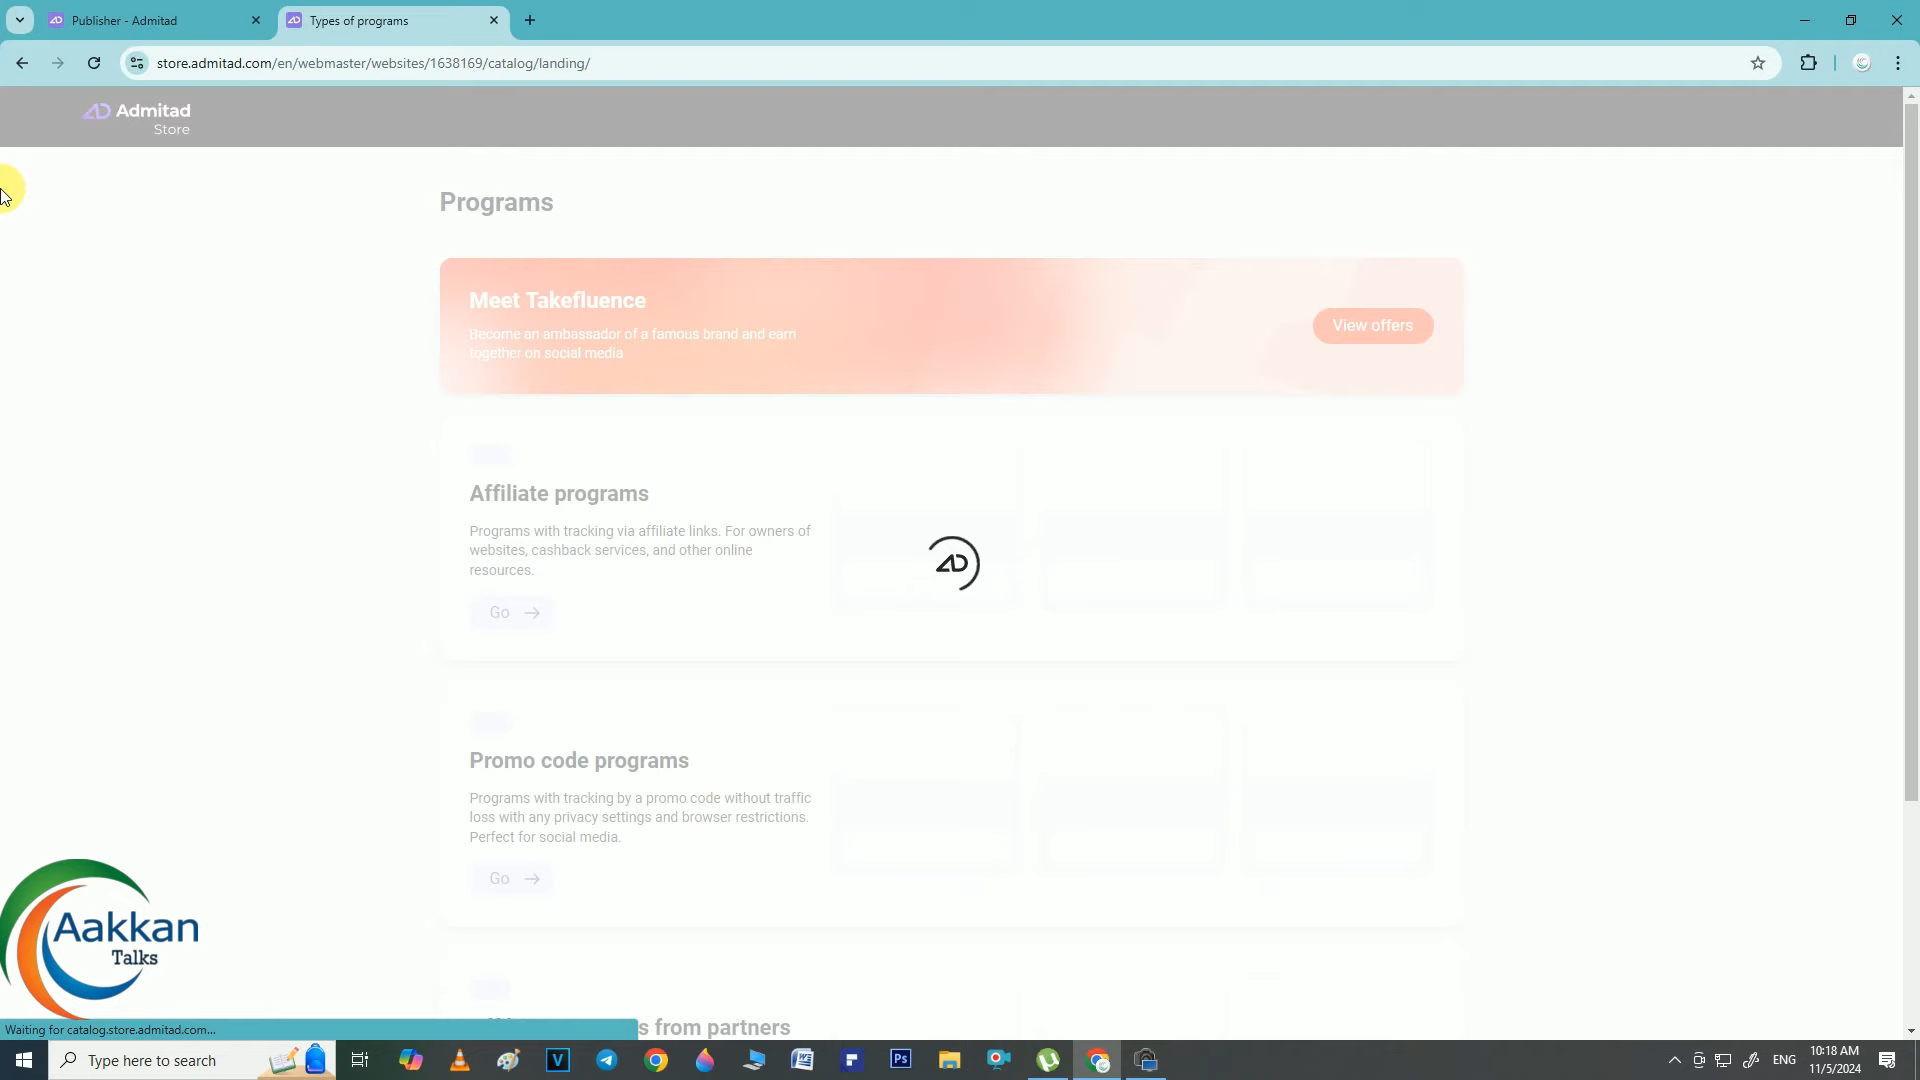 Publisher - Admitad
Types of programs
store.admitad.com/en/webmaster/websites/1638169/catalog/landing/
Admitad
Store
Programs
Meet Takefluence
Become an ambassador of a famous brand and earn
together on social media
View offers
Affiliate programs
Programs with tracking via affiliate links. For owners of
websites, cashback services, and other online
resources.
Go
Promo code programs
Programs with tracking by a promo code without traffic
loss with any privacy settings and browser restrictions.
Perfect for social media.
Go
s from partners
Aakkan
Talks
Waiting for catalog.store.admitad.com...
Type here to search
ENG
10:18 AM
11/5/2024